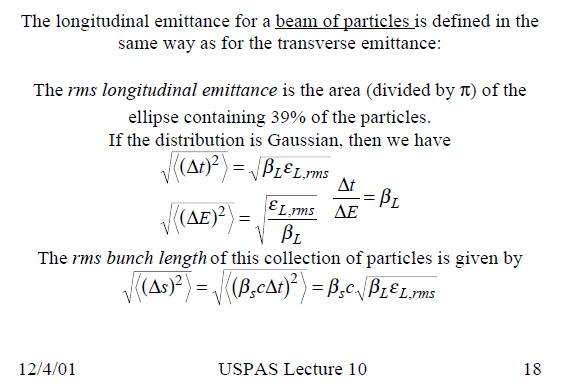 The longitudinal emittance for a beam of particles is defined in the
same way as for the transverse emittance:
The rms longitudinal emittance is the area (divided by π) of the
ellipse containing 39% of the particles.
If the distribution is Gaussian, then we have
√⟨(Δt)²⟩ = √(β_L ε_L,rms)
√⟨(ΔE)²⟩ = √(ε_L,rms / β_L)   Δt/ΔE = β_L
The rms bunch length of this collection of particles is given by
√⟨(Δs)²⟩ = √⟨(β_s cΔt)²⟩ = β_s c√(β_L ε_L,rms)
12/4/01 USPAS Lecture 10 18